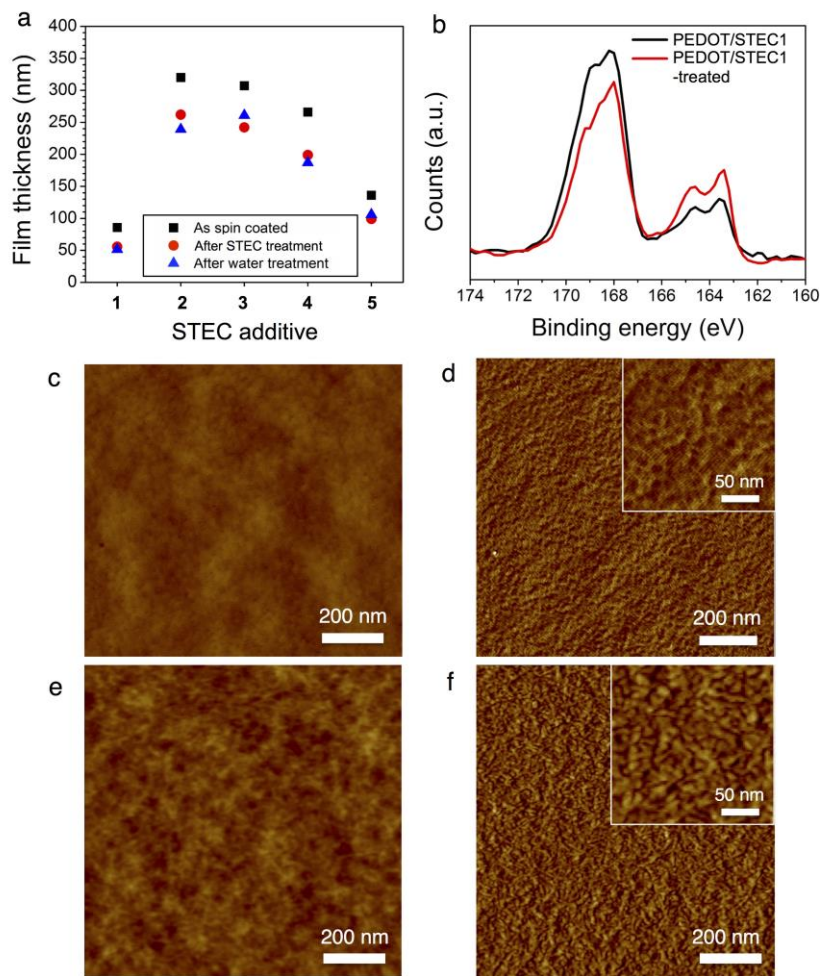 a
400
350
300
250
200
150
100
50
0
Film thickness (nm)
As spin coated
After STEC treatment
After water treatment
1 2 3 4 5
STEC additive
b
PEDOT/STEC1
PEDOT/STEC1
-treated
Counts (a.u.)
174 172 170 168 166 164 162 160
Binding energy (eV)
c
200 nm
d
50 nm
200 nm
e
200 nm
f
50 nm
200 nm